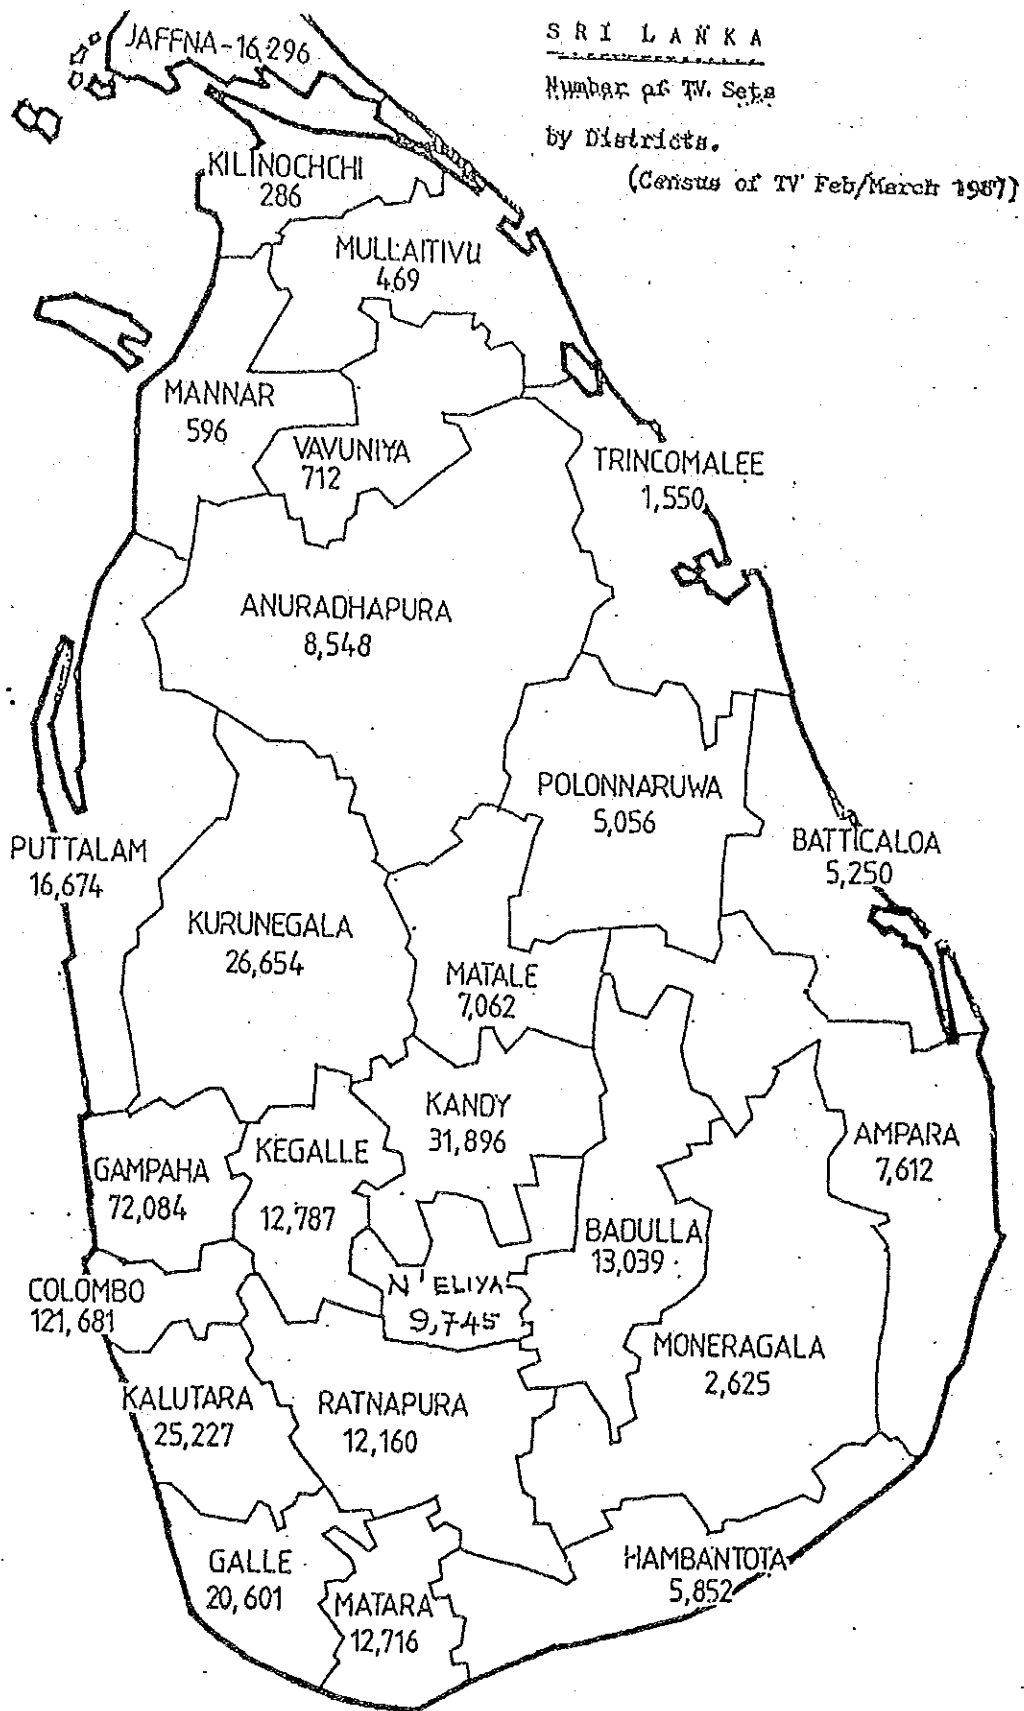 SRI LANKA
Number of TV. Sets
by Districts.
(Census of TV Feb/March 1987)
JAFFNA-16,296
KILINOCHCHI
286
MULLAITIVU
469
MANNAR
596
VAVUNIYA
712
TRINCOMALEE
1,550
ANURADHAPURA
8,548
POLONNARUWA
5,056
BATTICALOA
5,250
PUTTALAM
16,674
KURUNEGALA
26,654
MATALE
7,062
KANDY
31,896
AMPARA
7,612
GAMPAHA
72,084
KEGALLE
12,787
BADULLA
13,039
N'ELIYA
9,745
COLOMBO
121,681
MONERAGALA
2,625
KALUTARA
25,227
RATNAPURA
12,160
GALLE
20,601
MATARA
12,716
HAMBANTOTA
5,852